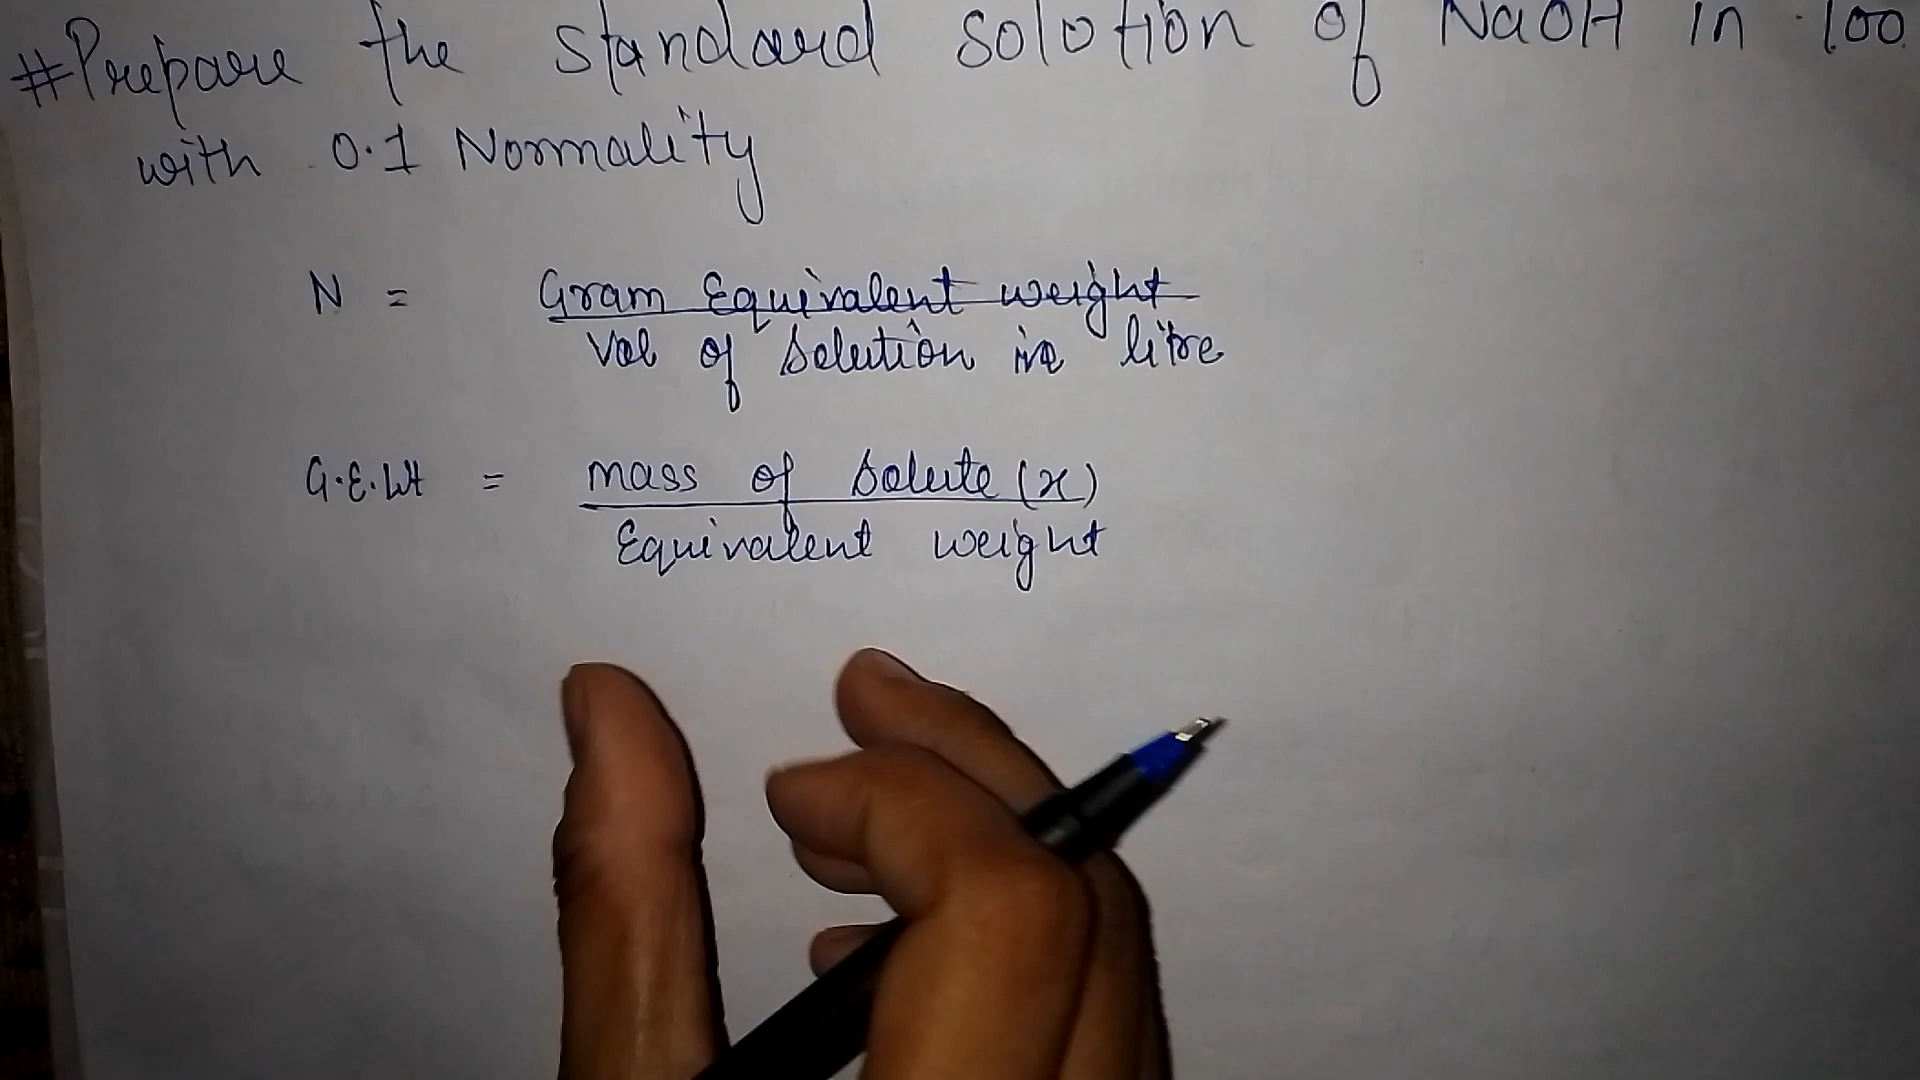 #Prepare the standard solution of NaOH in 100
with 0.1 Normality
N = Gram Equivalent weight
Vol of solution in litre
G.E.Wt = mass of solute (x)
Equivalent weight